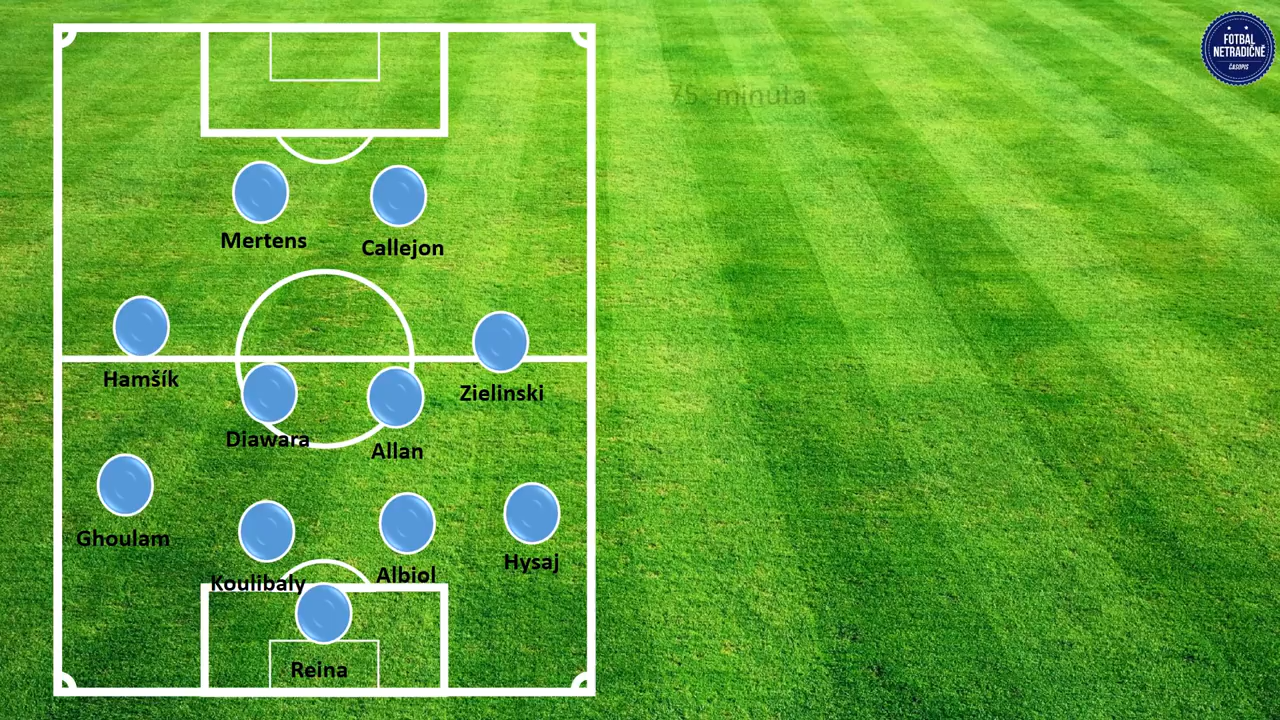 FOTBAL
NETRADIČNĚ
ČASOPIS
75. minuta
Mertens
Callejon
Hamšík
Zielinski
Diawara
Allan
Ghoulam
Hysaj
Koulibaly
Albiol
Reina